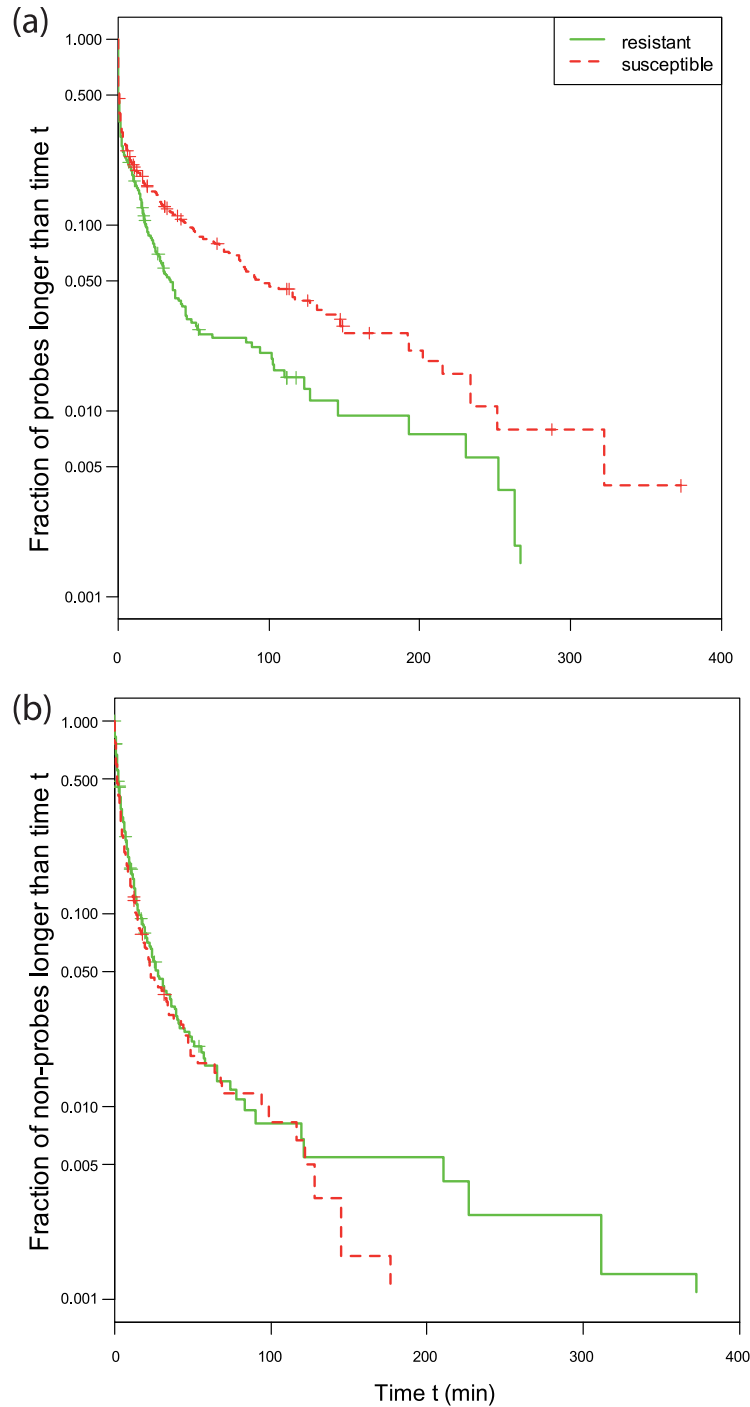 (a)
Fraction of probes longer than time t
1.000
0.500
0.100
0.050
0.010
0.005
0.001
resistant
susceptible
0 100 200 300 400
(b)
Fraction of non-probes longer than time t
1.000
0.500
0.100
0.050
0.010
0.005
0.001
0 100 200 300 400
Time t (min)